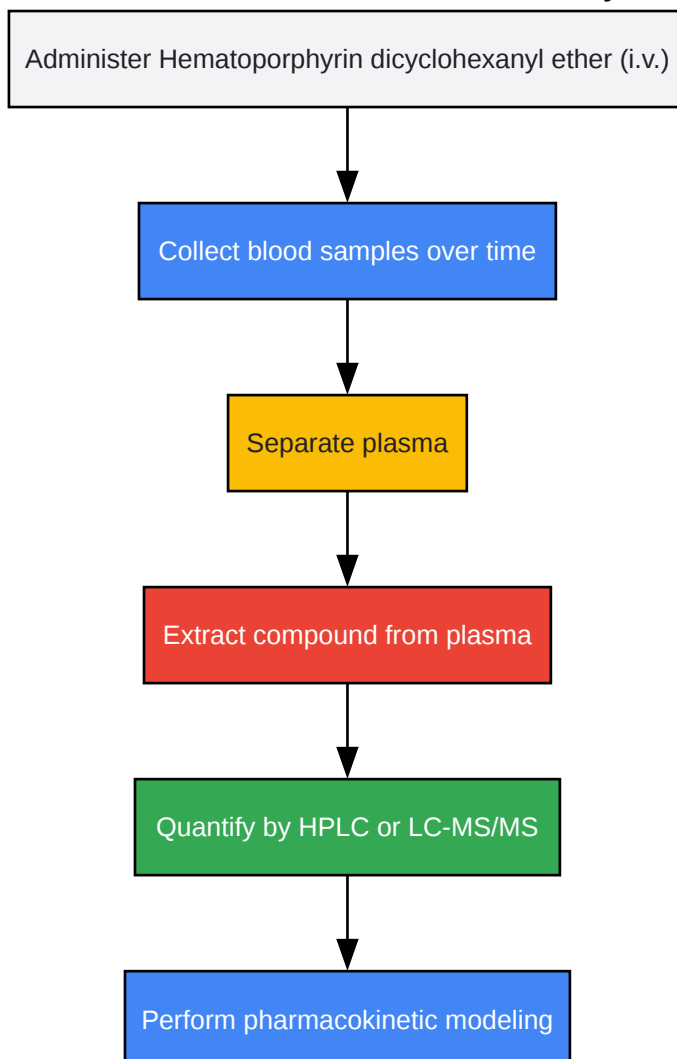 Administer Hematoporphyrin dicyclohexanyl ether (i.v.)
Collect blood samples over time
Separate plasma
Extract compound from plasma
Quantify by HPLC or LC-MS/MS
Perform pharmacokinetic modeling